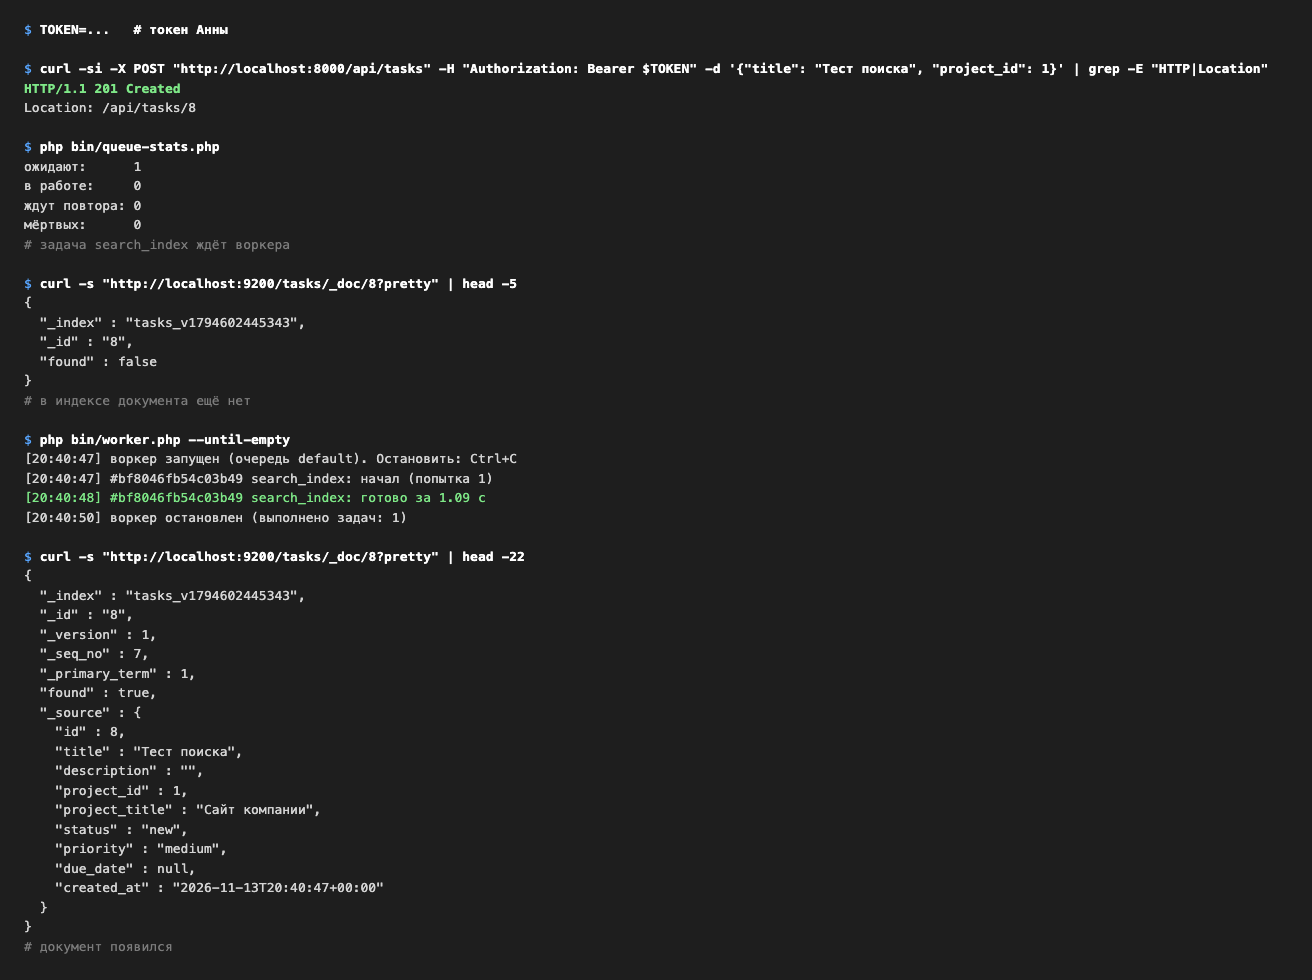 $ TOKEN=...   # токен Анны
$ curl -si -X POST "http://localhost:8000/api/tasks" -H "Authorization: Bearer $TOKEN" -d '{"title": "Тест поиска", "project_id": 1}' | grep -E "HTTP|Location"
HTTP/1.1 201 Created
Location: /api/tasks/8
$ php bin/queue-stats.php
ожидают:      1
в работе:     0
ждут повтора: 0
мёртвых:      0
# задача search_index ждёт воркера
$ curl -s "http://localhost:9200/tasks/_doc/8?pretty" | head -5
{
  "_index" : "tasks_v1794602445343",
  "_id" : "8",
  "found" : false
}
# в индексе документа ещё нет
$ php bin/worker.php --until-empty
[20:40:47] воркер запущен (очередь default). Остановить: Ctrl+C
[20:40:47] #bf8046fb54c03b49 search_index: начал (попытка 1)
[20:40:48] #bf8046fb54c03b49 search_index: готово за 1.09 с
[20:40:50] воркер остановлен (выполнено задач: 1)
$ curl -s "http://localhost:9200/tasks/_doc/8?pretty" | head -22
{
  "_index" : "tasks_v1794602445343",
  "_id" : "8",
  "_version" : 1,
  "_seq_no" : 7,
  "_primary_term" : 1,
  "found" : true,
  "_source" : {
    "id" : 8,
    "title" : "Тест поиска",
    "description" : "",
    "project_id" : 1,
    "project_title" : "Сайт компании",
    "status" : "new",
    "priority" : "medium",
    "due_date" : null,
    "created_at" : "2026-11-13T20:40:47+00:00"
  }
}
# документ появился